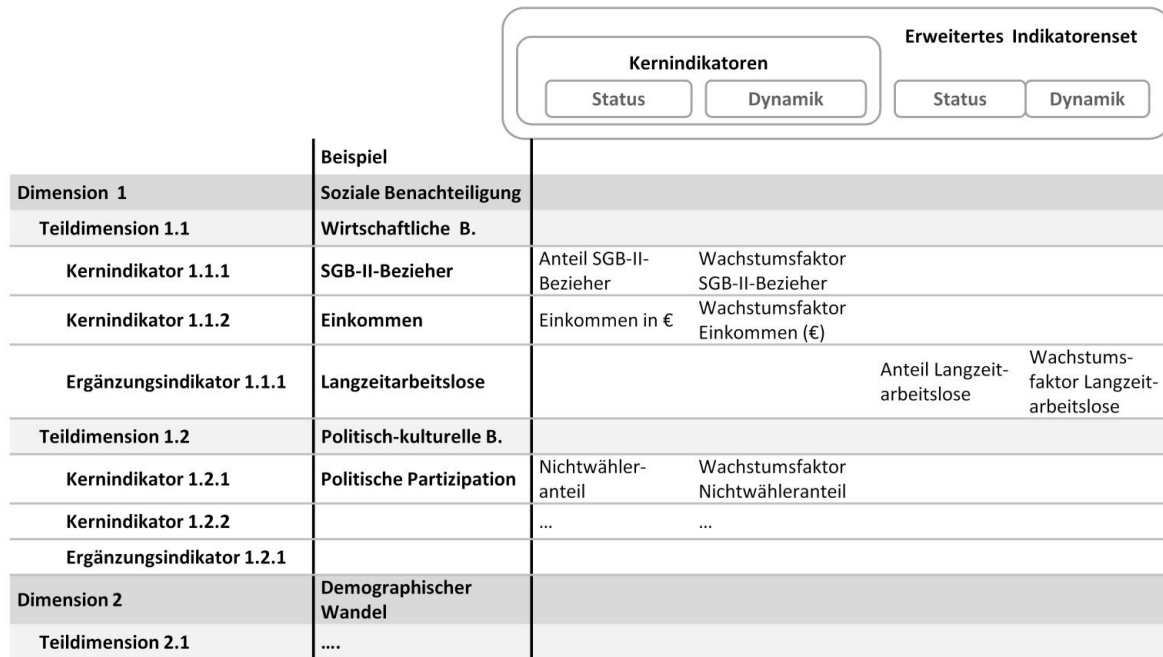 Erweitertes Indikatorenset
Kernindikatoren
Status Dynamik Status Dynamik
Beispiel
Dimension 1 Soziale Benachteiligung
Teildimension 1.1 Wirtschaftliche B.
Kernindikator 1.1.1 SGB-II-Bezieher Anteil SGB-II- Wachstumsfaktor
Bezieher SGB-II-Bezieher
Kernindikator 1.1.2 Einkommen Einkommen in € Wachstumsfaktor
Einkommen (€)
Ergänzungsindikator 1.1.1 Langzeitarbeitslose Anteil Langzeit- Wachstums-
arbeitslose faktor Langzeit-
arbeitslose
Teildimension 1.2 Politisch-kulturelle B.
Kernindikator 1.2.1 Politische Partizipation Nichtwähler- Wachstumsfaktor
anteil Nichtwähleranteil
Kernindikator 1.2.2 ... ...
Ergänzungsindikator 1.2.1
Dimension 2 Demographischer
Wandel
Teildimension 2.1 ....